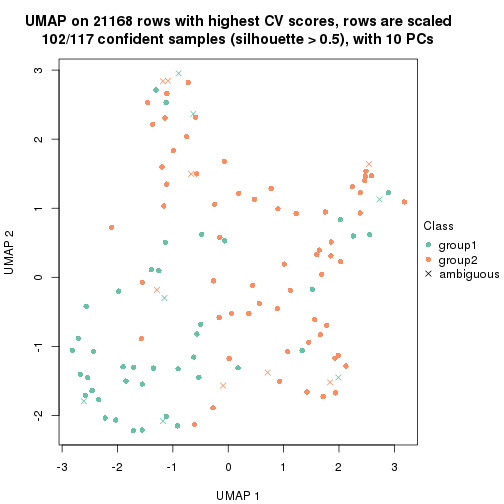 UMAP on 21168 rows with highest CV scores, rows are scaled
102/117 confident samples (silhouette > 0.5), with 10 PCs
3
2
1
0
-1
-2
UMAP 2
-3
-2
-1
0
1
2
3
UMAP 1
Class
group1
group2
ambiguous